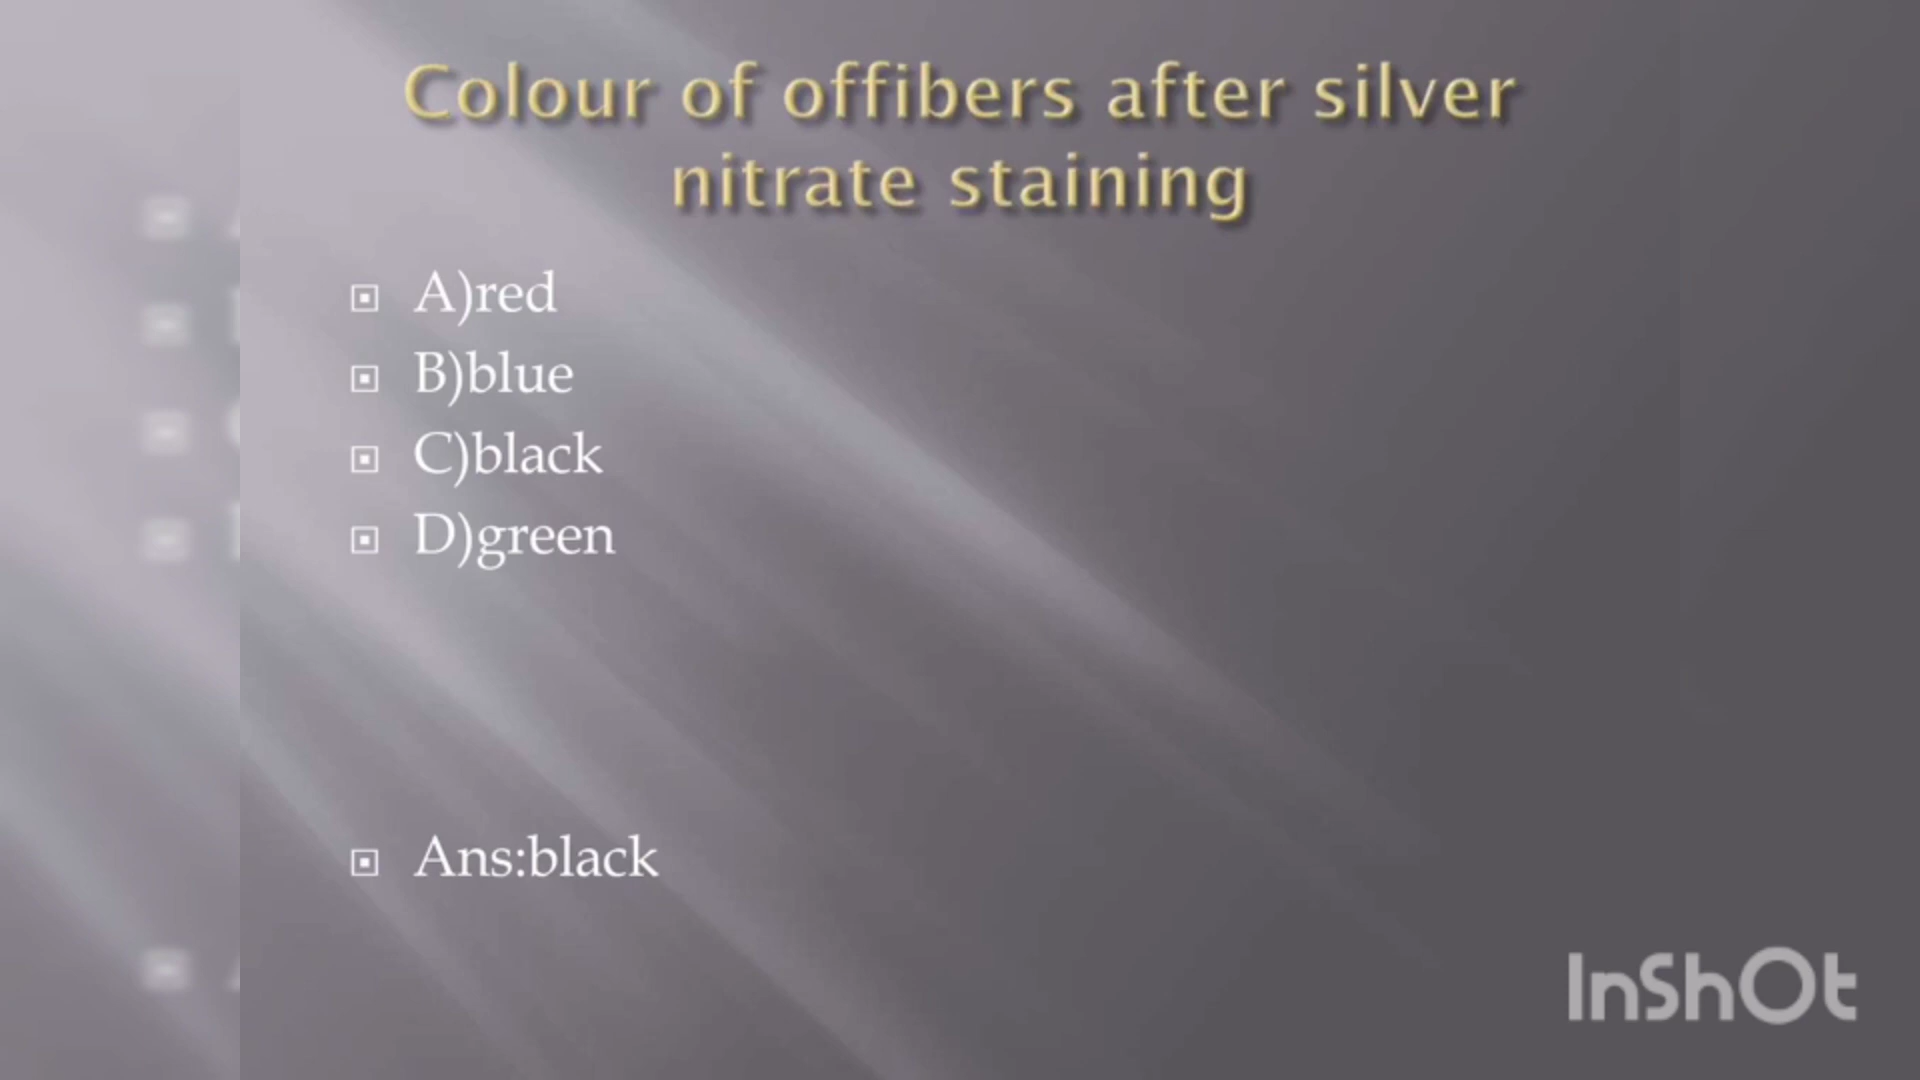 Colour of offibers after silver
nitrate staining
A)red
B)blue
C)black
D)green
Ans:black
InShOt